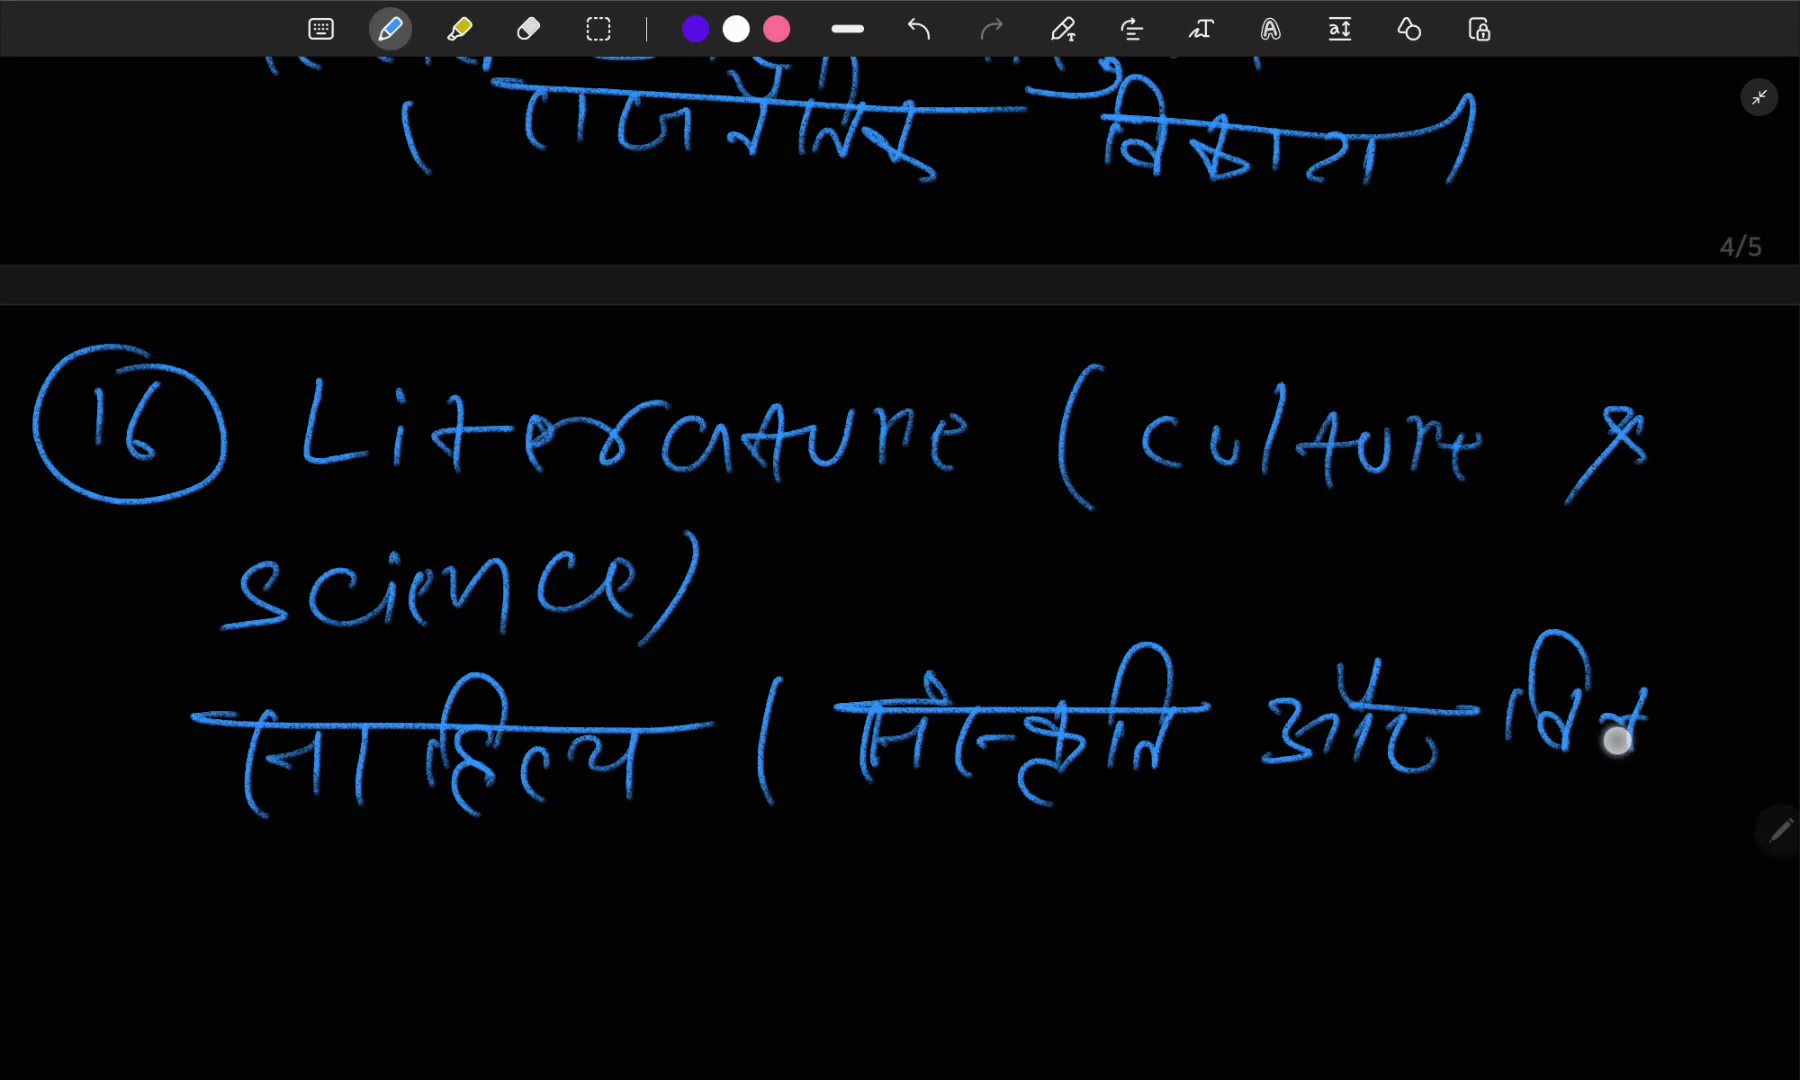 ( राजनैतिक विकास)
4/5
16 Literature (culture &
science)
साहित्य ( संस्कृति और वि